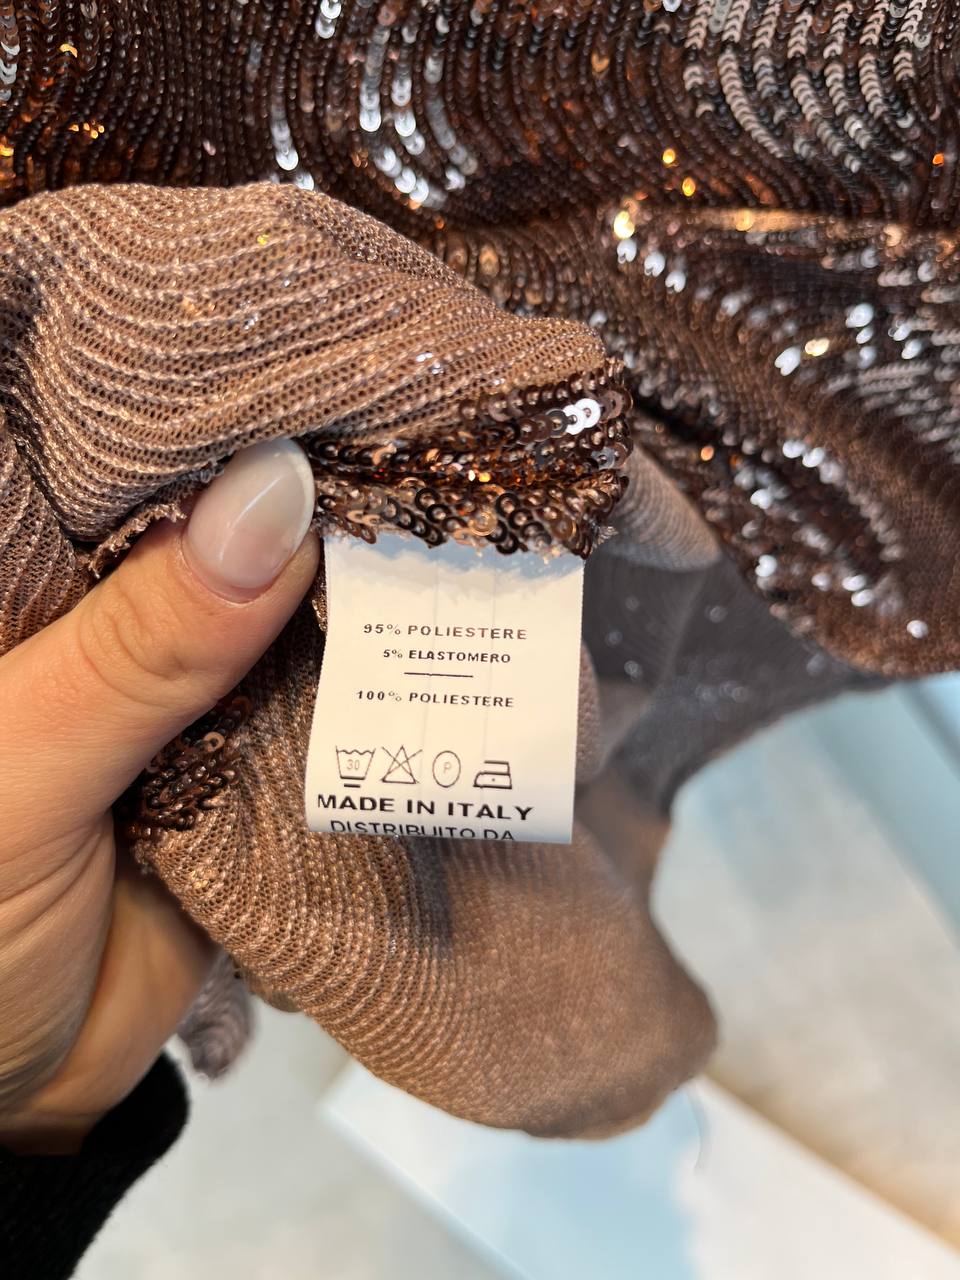 95% POLIESTERE
5% ELASTOMERO
100% POLIESTERE
30 P
MADE IN ITALY
DISTRIBUITO DA